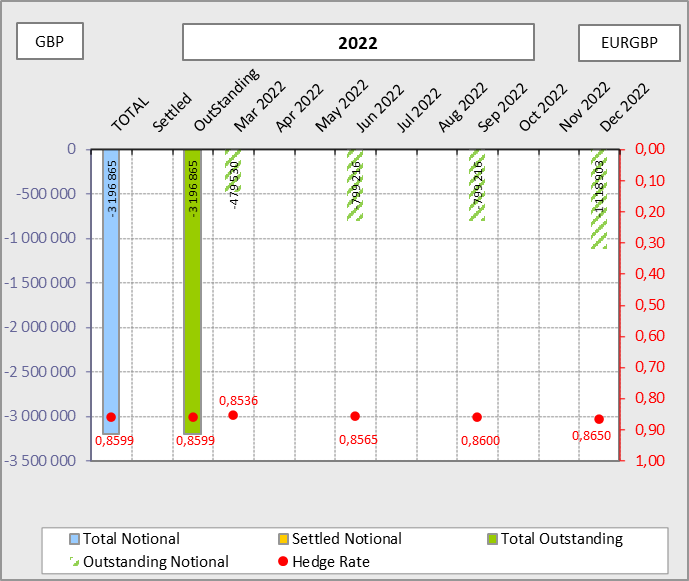 GBP
2022
EURGBP
TOTAL
Settled
OutStanding
Mar 2022
Apr 2022
May 2022
Jun 2022
Jul 2022
Aug 2022
Sep 2022
Oct 2022
Nov 2022
Dec 2022
0
-500 000
-1 000 000
-1 500 000
-2 000 000
-2 500 000
-3 000 000
-3 500 000
-3 196 865
-3 196 865
-479 530
-799 216
-799 216
-1 118 903
0,8599
0,8599
0,8536
0,8565
0,8600
0,8650
0,00
0,10
0,20
0,30
0,40
0,50
0,60
0,70
0,80
0,90
1,00
Total Notional
Settled Notional
Total Outstanding
Outstanding Notional
Hedge Rate